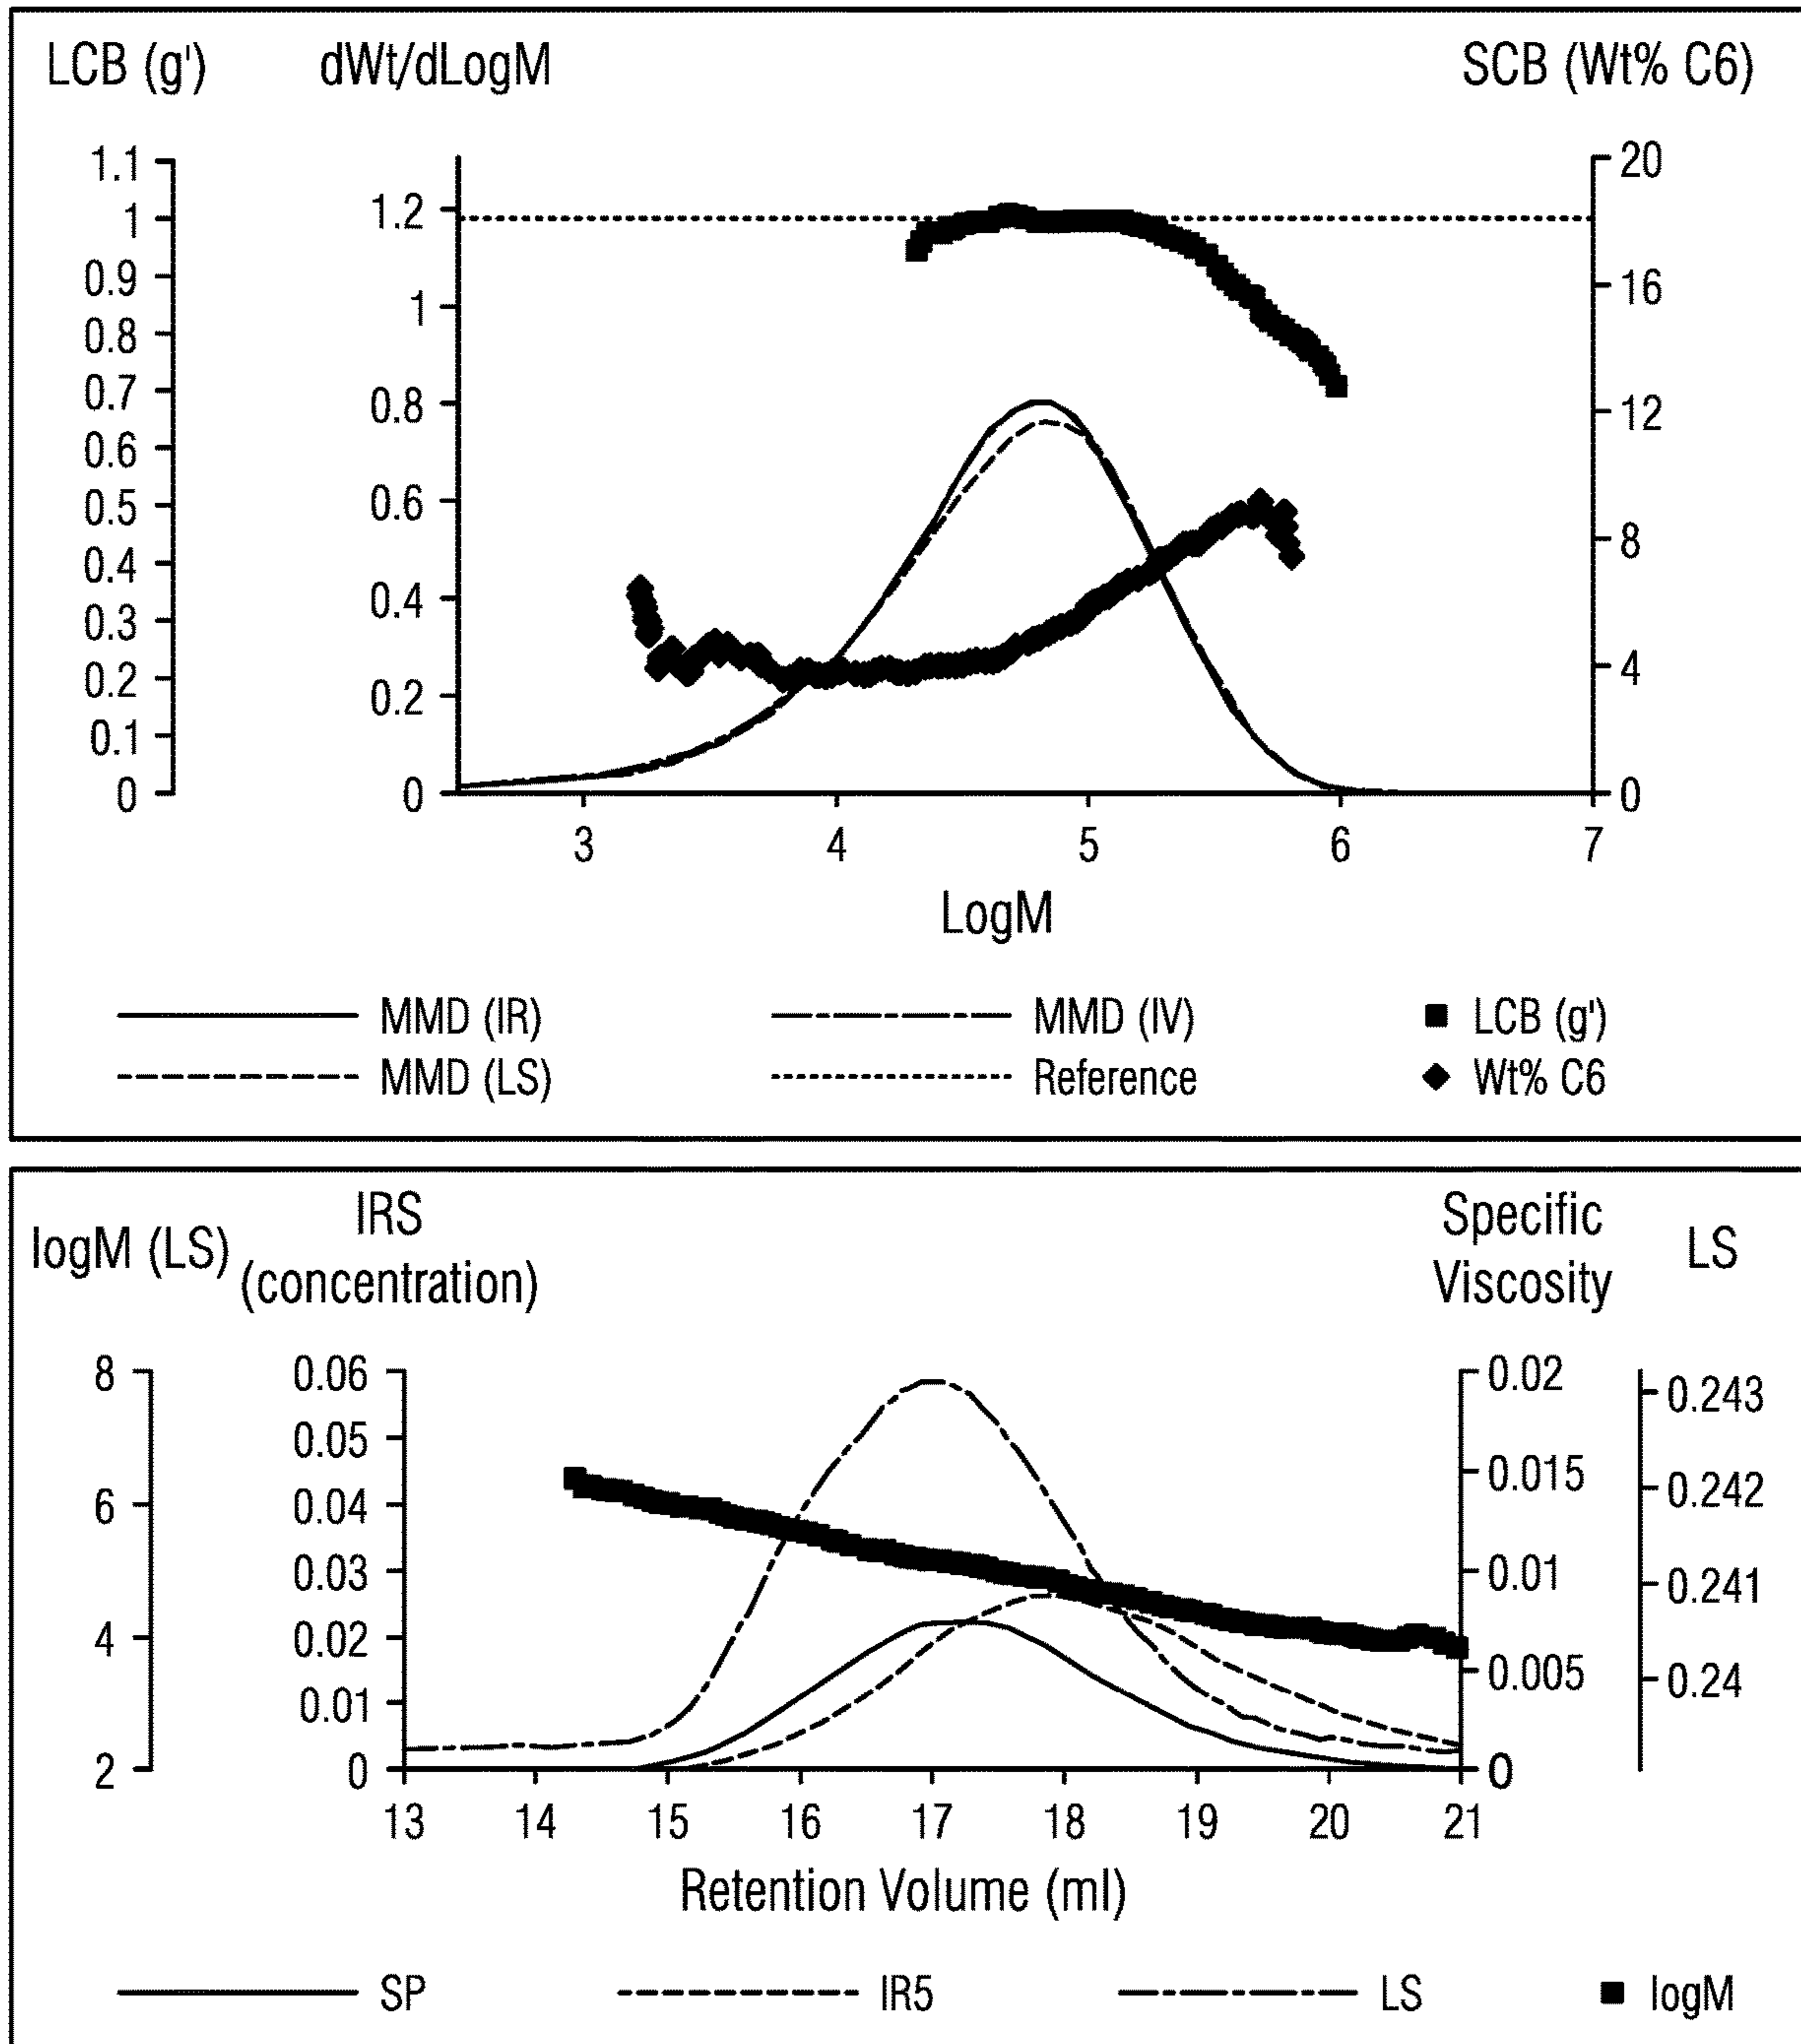 LCB (g') dWt/dLogM SCB (Wt% C6)
1.1 20
1 1.2
0.9 1 16
0.8
0.7 0.8 12
0.6
0.5 0.6 8
0.4
0.3 0.4
0.2 4
0.1 0.2
0 0 0
3 4 5 6 7
LogM
MMD (IR) MMD (IV) LCB (g')
MMD (LS) Reference Wt% C6
IRS Specific
logM (LS) (concentration) Viscosity LS
8 0.06 0.02 0.243
0.05 0.015
6 0.04 0.242
0.03 0.01 0.241
4 0.02
0.01 0.005 0.24
2 0 0
13 14 15 16 17 18 19 20 21
Retention Volume (ml)
SP IR5 LS logM